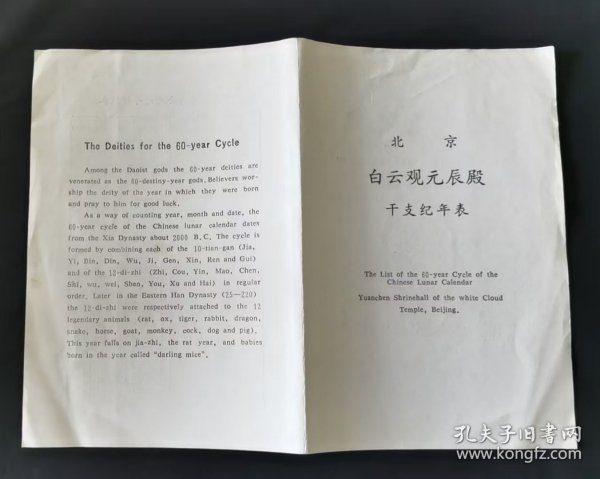 The Deities for the 60-year Cycle
Among the Daoist gods the 60-year deities are
venerated as the 60-destiny-year gods. Believers wor-
ship the deity of the year in which they were born
and pray to him for good luck.
As a way of counting year, month and date, the
60-year cycle of the Chinese lunar calendar dates
from the Xia Dynasty about 2000 B.C. The cycle is
formed by combining each of the 10-tian-gan (Jia,
Yi, Bin, Din, Wu, Ji, Gen, Xin, Ren and Gui)
and of the 12-di-zhi (Zhi, Cou, Yin, Mao, Chen,
Shi, wu, wei, Shen, You, Xu and Hai) in regular
order. Later in the Eastern Han Dynasty (25—220)
the 12-di-zhi were respectively attached to the 12
legendary animals (rat, ox, tiger, rabbit, dragon,
snake, horse, goat, monkey, cock, dog and pig).
This year falls on jia-zhi, the rat year, and babies
born in the year called "darling mice".
北 京
白云观元辰殿
干支纪年表
The List of the 60-year Cycle of the
Chinese Lunar Calendar
Yuanchen Shrinehall of the white Cloud
Temple, Beijing.
孔夫子旧书网
www.kongfz.com